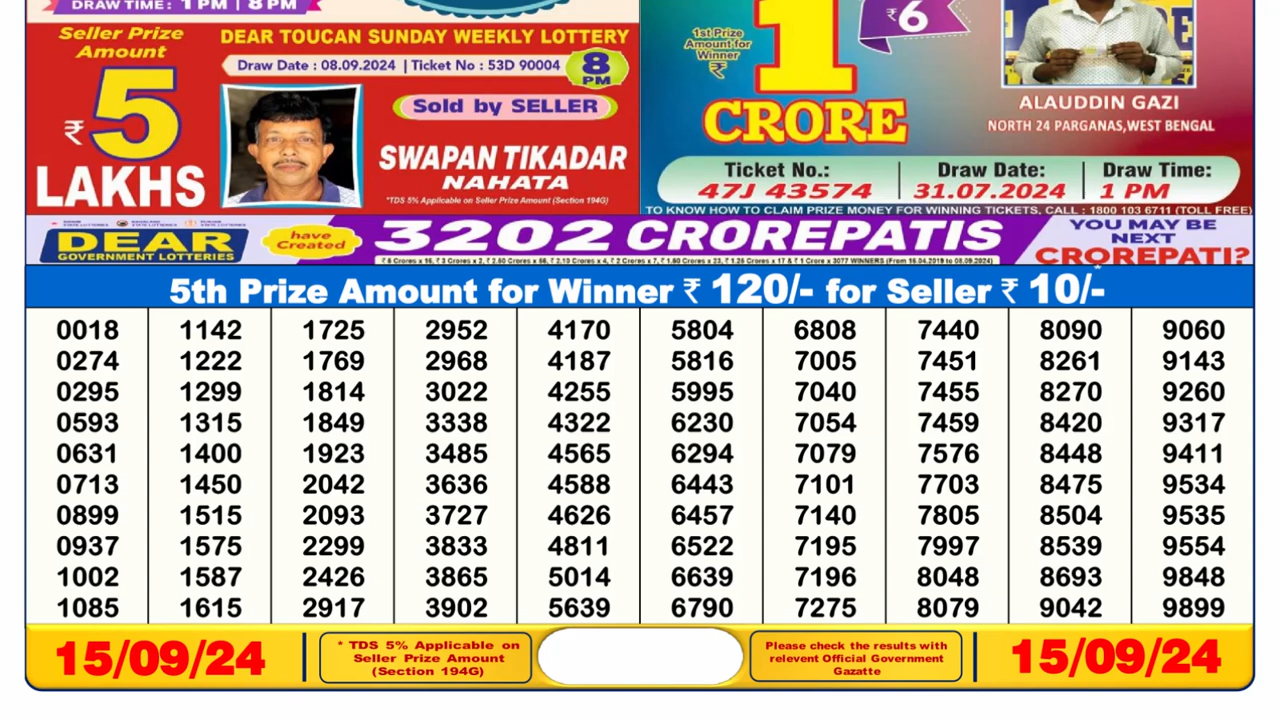 DRAW TIME : 1 PM | 8 PM
Seller Prize
Amount
₹ 5
LAKHS
DEAR TOUCAN SUNDAY WEEKLY LOTTERY
Draw Date : 08.09.2024 | Ticket No : 53D 90004
8
PM
Sold by SELLER
SWAPAN TIKADAR
NAHATA
*TDS 5% Applicable on Seller Prize Amount (Section 194G)
₹6
1st Prize
Amount for
Winner
₹
1
CRORE
ALAUDDIN GAZI
NORTH 24 PARGANAS,WEST BENGAL
Ticket No.: Draw Date: Draw Time:
47J 43574 31.07.2024 1 PM
TO KNOW HOW TO CLAIM PRIZE MONEY FOR WINNING TICKETS, CALL : 1800 103 6711 (TOLL FREE)
DEAR
GOVERNMENT LOTTERIES
have
Created
3202 CROREPATIS
YOU MAY BE
NEXT
CROREPATI?
5th Prize Amount for Winner ₹ 120/- for Seller ₹ 10/-*
0018 1142 1725 2952 4170 5804 6808 7440 8090 9060
0274 1222 1769 2968 4187 5816 7005 7451 8261 9143
0295 1299 1814 3022 4255 5995 7040 7455 8270 9260
0593 1315 1849 3338 4322 6230 7054 7459 8420 9317
0631 1400 1923 3485 4565 6294 7079 7576 8448 9411
0713 1450 2042 3636 4588 6443 7101 7703 8475 9534
0899 1515 2093 3727 4626 6457 7140 7805 8504 9535
0937 1575 2299 3833 4811 6522 7195 7997 8539 9554
1002 1587 2426 3865 5014 6639 7196 8048 8693 9848
1085 1615 2917 3902 5639 6790 7275 8079 9042 9899
15/09/24
* TDS 5% Applicable on
Seller Prize Amount
(Section 194G)
Please check the results with
relevent Official Government
Gazatte
15/09/24